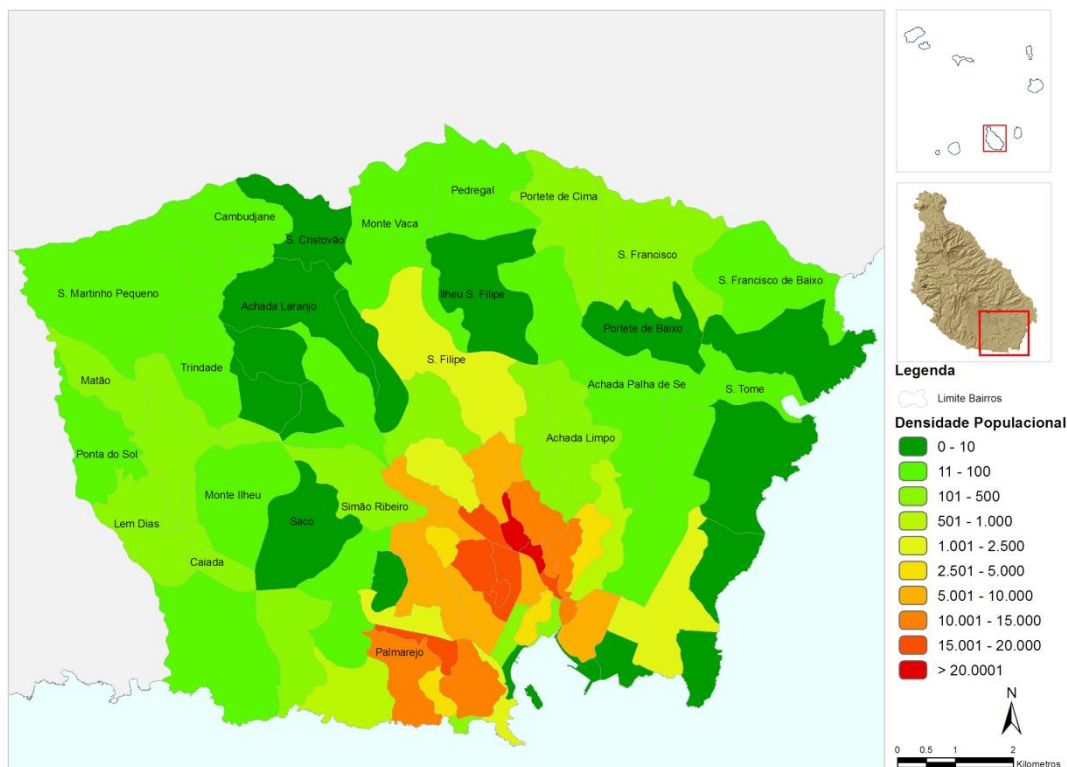 Pedregal
Portete de Cima
Cambudjane
Monte Vaca
S. Cristovão
S. Francisco
S. Francisco de Baixo
S. Martinho Pequeno
Ilheu S. Filipe
Achada Laranjo
Portete de Baixo
S. Filipe
Trindade
Achada Palha de Se
S. Tome
Matão
Achada Limpo
Ponta do Sol
Monte Ilheu
Simão Ribeiro
Saco
Lem Dias
Caiada
Palmarejo
Legenda
Limite Bairros
Densidade Populacional
0 - 10
11 - 100
101 - 500
501 - 1.000
1.001 - 2.500
2.501 - 5.000
5.001 - 10.000
10.001 - 15.000
15.001 - 20.000
> 20.0001
N
0 0.5 1 2
Kilometros